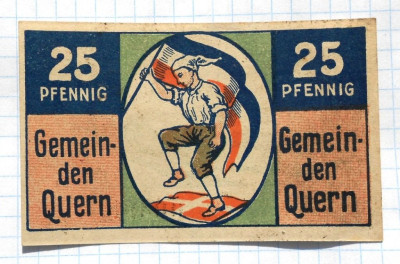 25
PFENNIG
Gemein-
den
Quern
25
PFENNIG
Gemein-
den
Quern